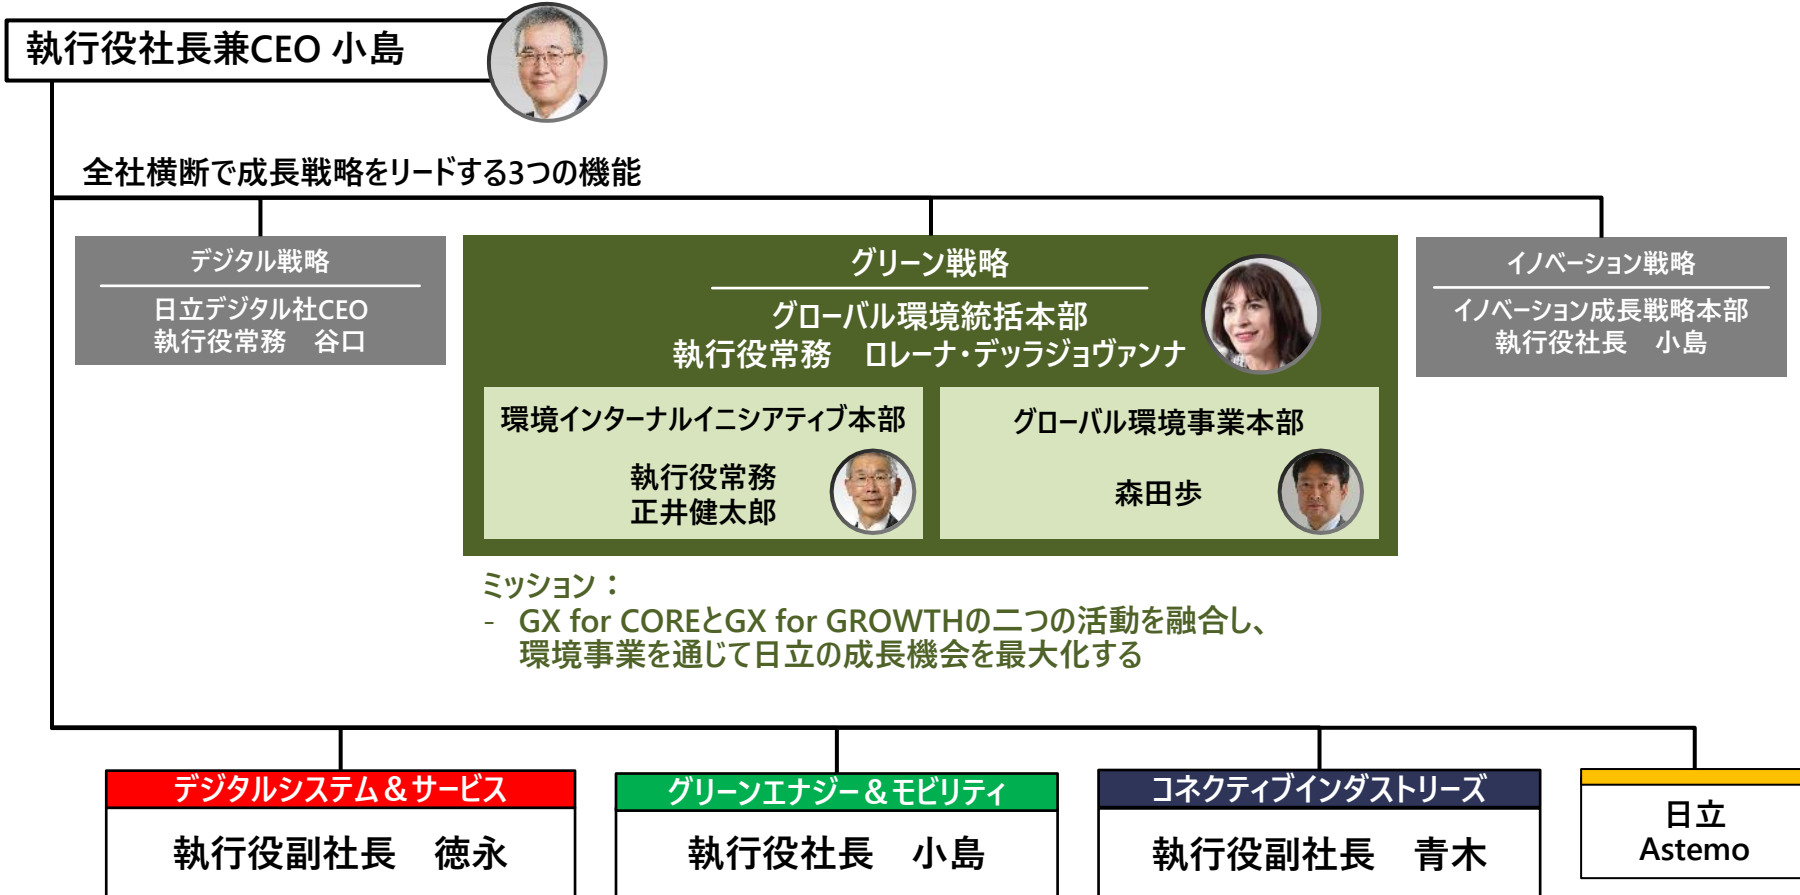 執行役社長兼CEO 小島
全社横断で成長戦略をリードする3つの機能
デジタル戦略
日立デジタル社CEO
執行役常務　谷口
グリーン戦略
グローバル環境統括本部
執行役常務　ロレーナ・デッラジョヴァンナ
環境インターナルイニシアティブ本部
執行役常務
正井健太郎
グローバル環境事業本部
森田歩
イノベーション戦略
イノベーション成長戦略本部
執行役社長　小島
ミッション：
- GX for COREとGX for GROWTHの二つの活動を融合し、
環境事業を通じて日立の成長機会を最大化する
デジタルシステム＆サービス
執行役副社長　徳永
グリーンエナジー＆モビリティ
執行役社長　小島
コネクティブインダストリーズ
執行役副社長　青木
日立
Astemo